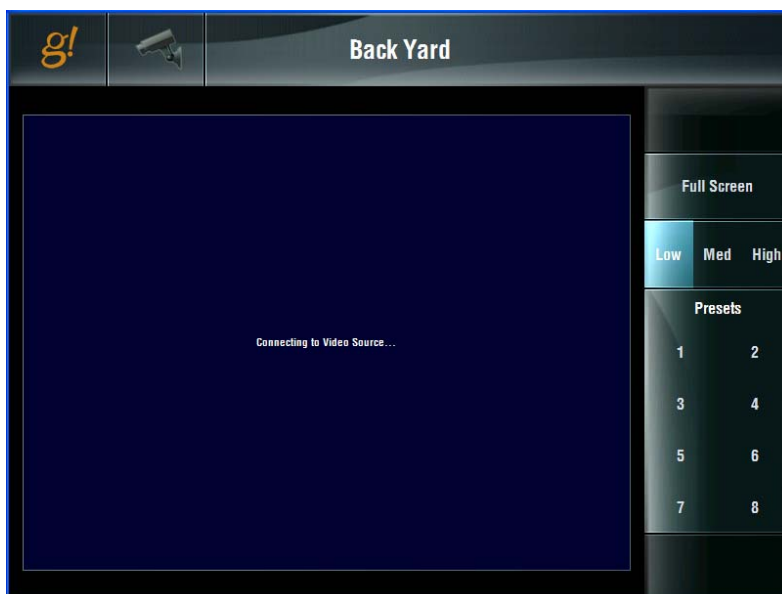 g! Back Yard
Full Screen
Low Med High
Presets
Connecting to Video Source...
1 2
3 4
5 6
7 8